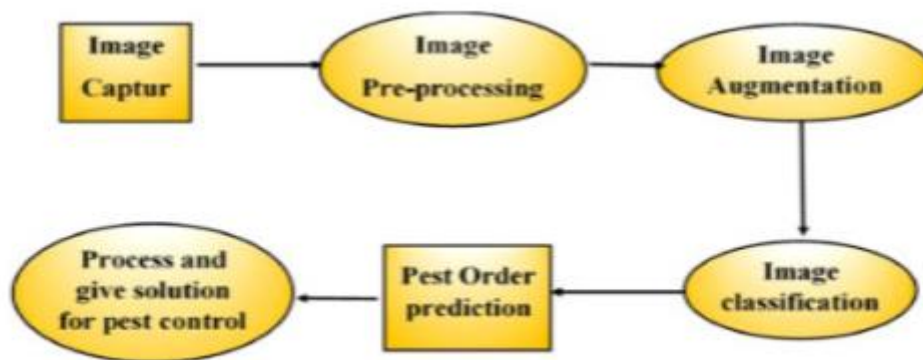 Image
Captur
Image
Pre-processing
Image
Augmentation
Image
classification
Pest Order
prediction
Process and
give solution
for pest control